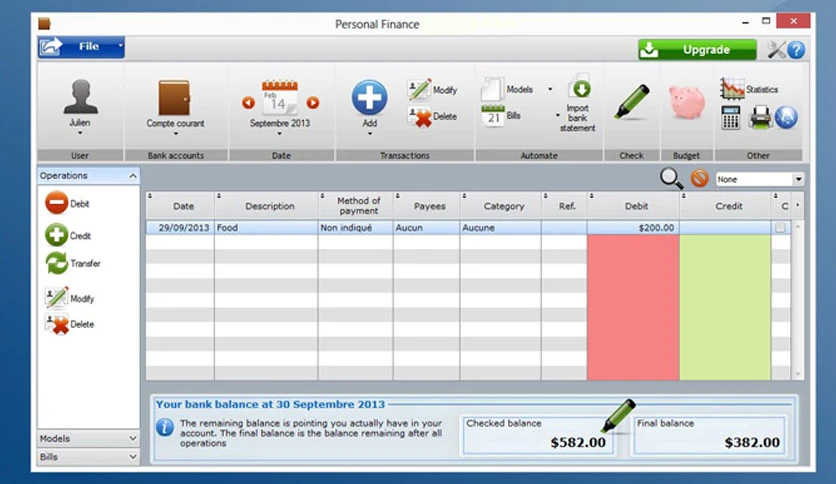 Personal Finance
File
Upgrade
Feb
14
21
Julien
Compte courant
Septembre 2013
Add
Modify
Delete
Models
Bills
Import
bank
statement
Statistics
User
Bank accounts
Date
Transactions
Automate
Check
Budget
Other
Operations
None
Debit
Credit
Transfer
Modify
Delete
Date
Description
Method of
payment
Payees
Category
Ref.
Debit
Credit
C
29/09/2013 Food Non indiqué Aucun Aucune $200.00
Models
Bills
Your bank balance at 30 Septembre 2013
The remaining balance is pointing you actually have in your
account. The final balance is the balance remaining after all
operations
Checked balance
$582.00
Final balance
$382.00